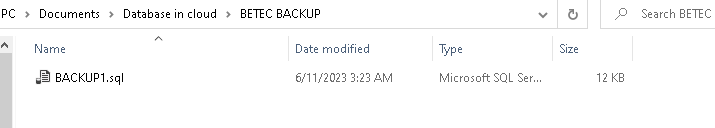 PC > Documents > Database in cloud > BETEC BACKUP
Search BETEC
Name Date modified Type Size
BACKUP1.sql 6/11/2023 3:23 AM Microsoft SQL Ser... 12 KB